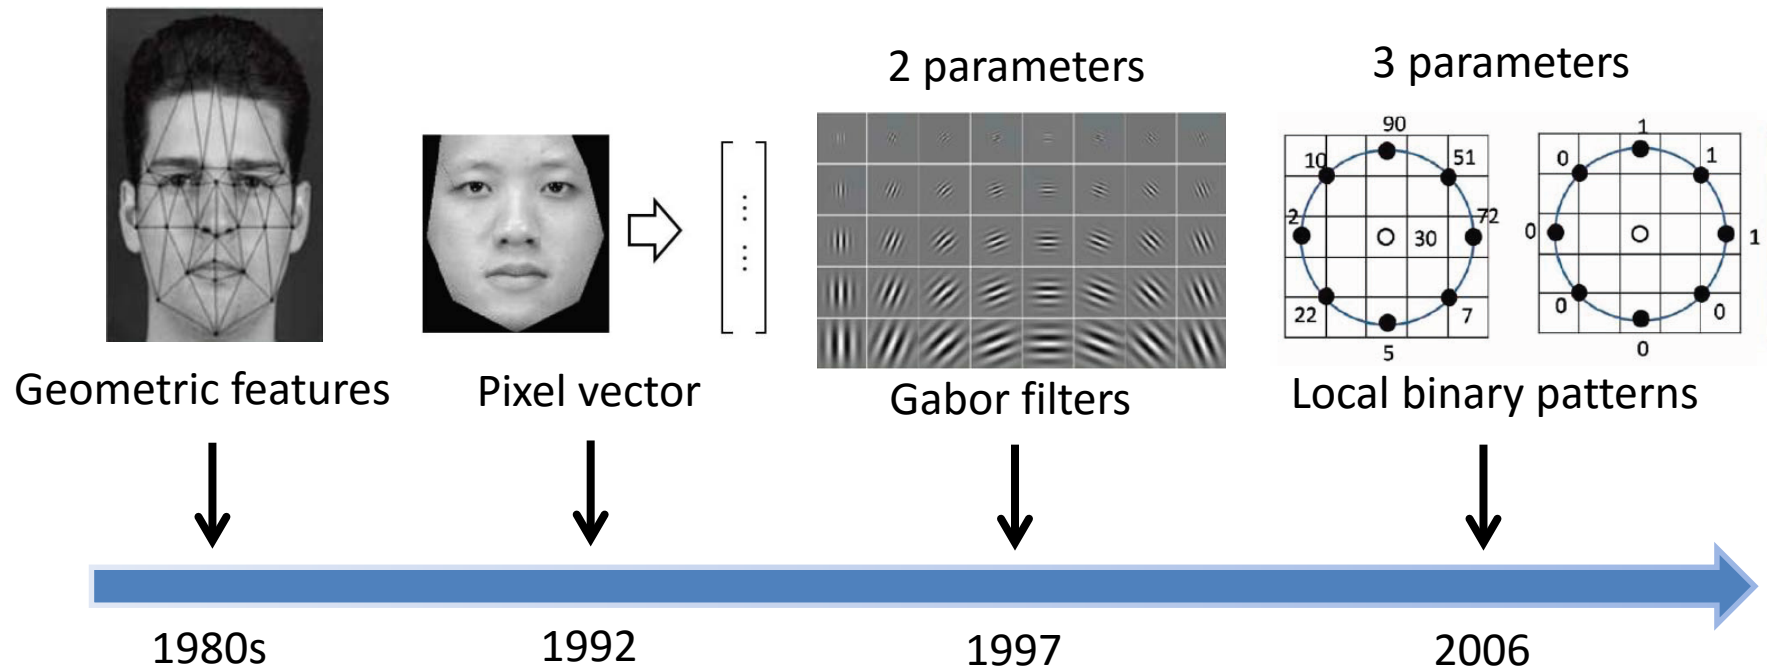 2 parameters
3 parameters
90
10
51
2
72
30
22
7
5
1
0
1
0
1
0
0
0
Geometric features
Pixel vector
Gabor filters
Local binary patterns
1980s
1992
1997
2006